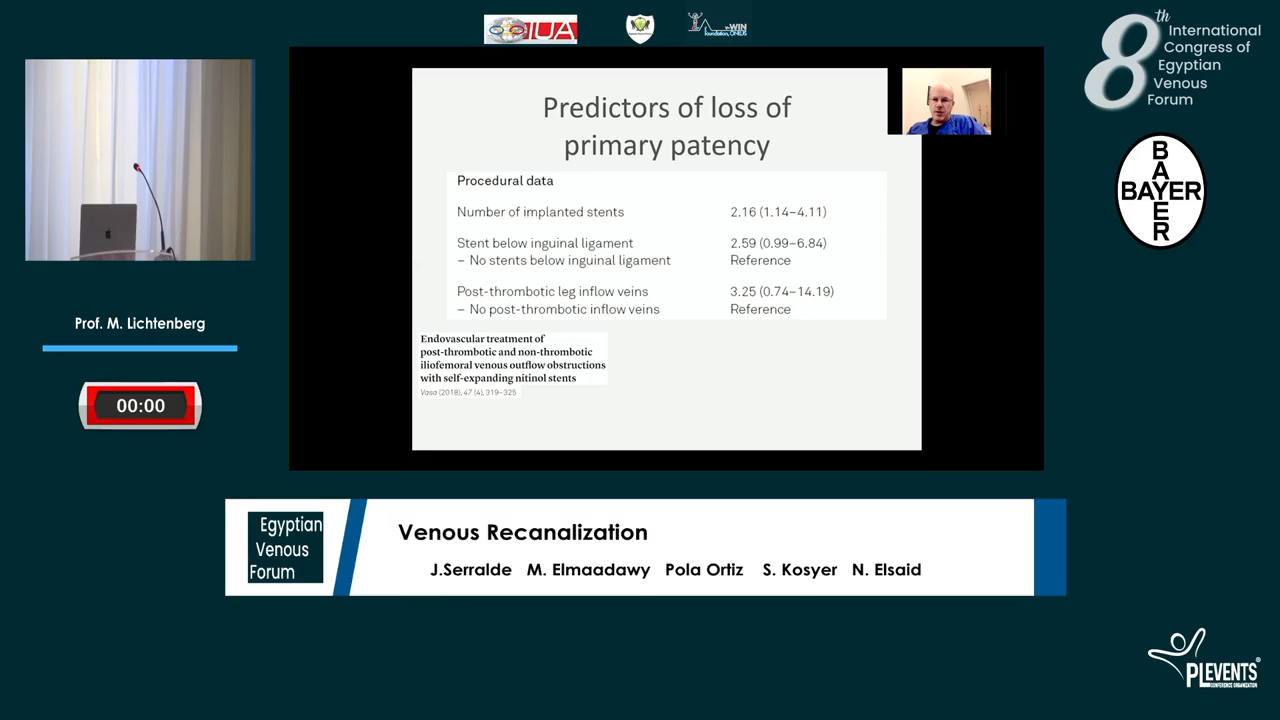 IUA
WIN
foundation, ONLUS
8th International
Congress of
Egyptian
Venous
Forum
Predictors of loss of
primary patency
Procedural data
Number of implanted stents 2.16 (1.14–4.11)
Stent below inguinal ligament 2.59 (0.99–6.84)
– No stents below inguinal ligament Reference
Post-thrombotic leg inflow veins 3.25 (0.74–14.19)
– No post-thrombotic inflow veins Reference
Endovascular treatment of
post-thrombotic and non-thrombotic
iliofemoral venous outflow obstructions
with self-expanding nitinol stents
Vasa (2018), 47 (4), 319–325
BAYER
BAYER
Prof. M. Lichtenberg
00:00
Egyptian
Venous
Forum
Venous Recanalization
J.Serralde M. Elmaadawy Pola Ortiz S. Kosyer N. Elsaid
PLEVENTS®
CONFERENCE ORGANIZATION